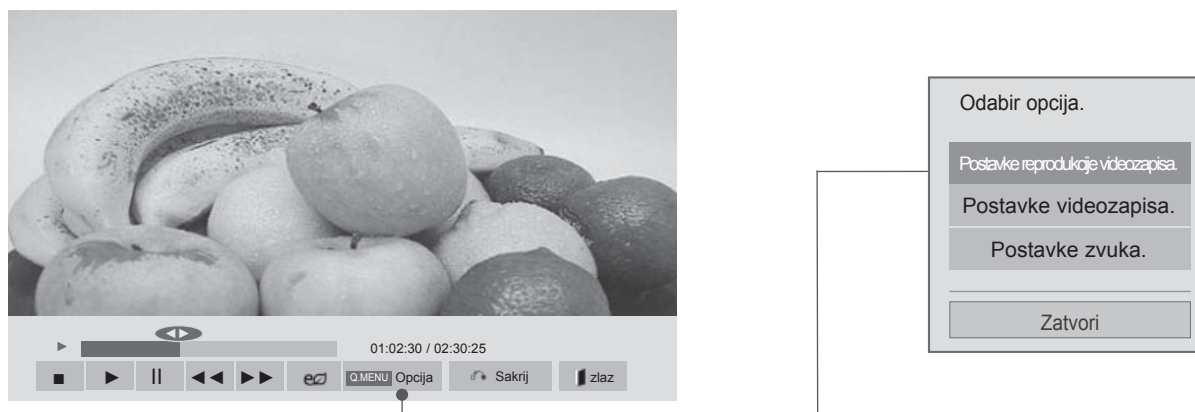 01:02:30 / 02:30:25
Q.MENU Opcija Sakrij zlaz
Odabir opcija.
Postavke reprodukcije videozapisa.
Postavke videozapisa.
Postavke zvuka.
Zatvori